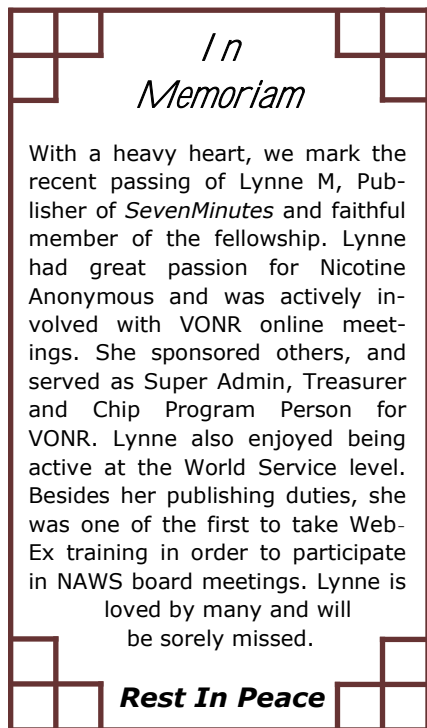 In
Memoriam
With a heavy heart, we mark the
recent passing of Lynne M, Pub-
lisher of SevenMinutes and faithful
member of the fellowship. Lynne
had great passion for Nicotine
Anonymous and was actively in-
volved with VONR online meet-
ings. She sponsored others, and
served as Super Admin, Treasurer
and Chip Program Person for
VONR. Lynne also enjoyed being
active at the World Service level.
Besides her publishing duties, she
was one of the first to take Web-
Ex training in order to participate
in NAWS board meetings. Lynne is
loved by many and will
be sorely missed.
Rest In Peace